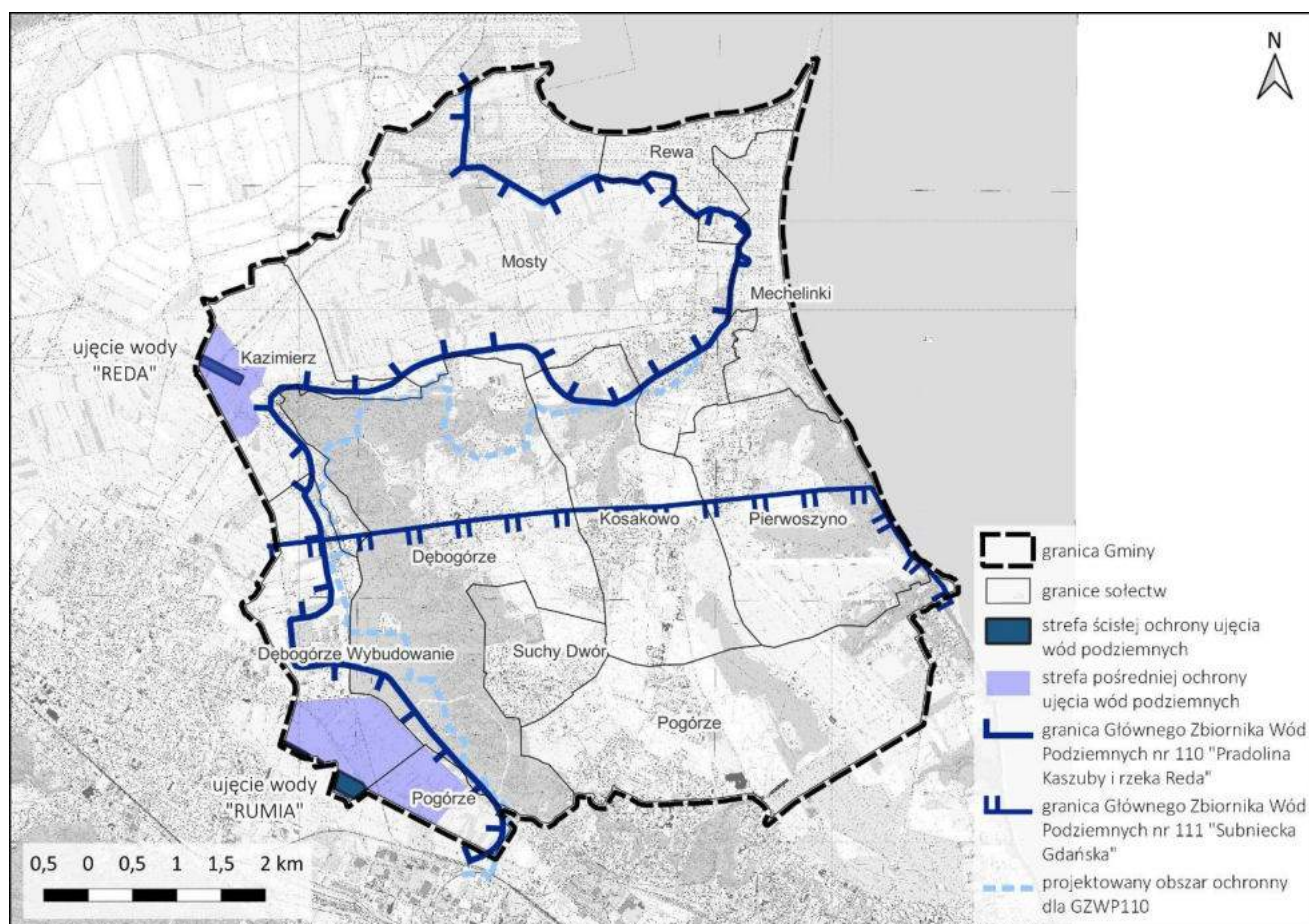 N
Rewa
Mosty
Mechelinki
ujęcie wody
"REDA"
Kazimierz
Kosakowo
Pierwoszyno
Dębogórze
Dębogórze Wybudowanie
Suchy Dwór
Pogórze
ujęcie wody
"RUMIA"
Pogórze
0,5 0 0,5 1 1,5 2 km
granica Gminy
granice sołectw
strefa ścisłej ochrony ujęcia
wód podziemnych
strefa pośredniej ochrony
ujęcia wód podziemnych
granica Głównego Zbiornika Wód
Podziemnych nr 110 "Pradolina
Kaszuby i rzeka Reda"
granica Głównego Zbiornika Wód
Podziemnych nr 111 "Subniecka
Gdańska"
projektowany obszar ochronny
dla GZWP110